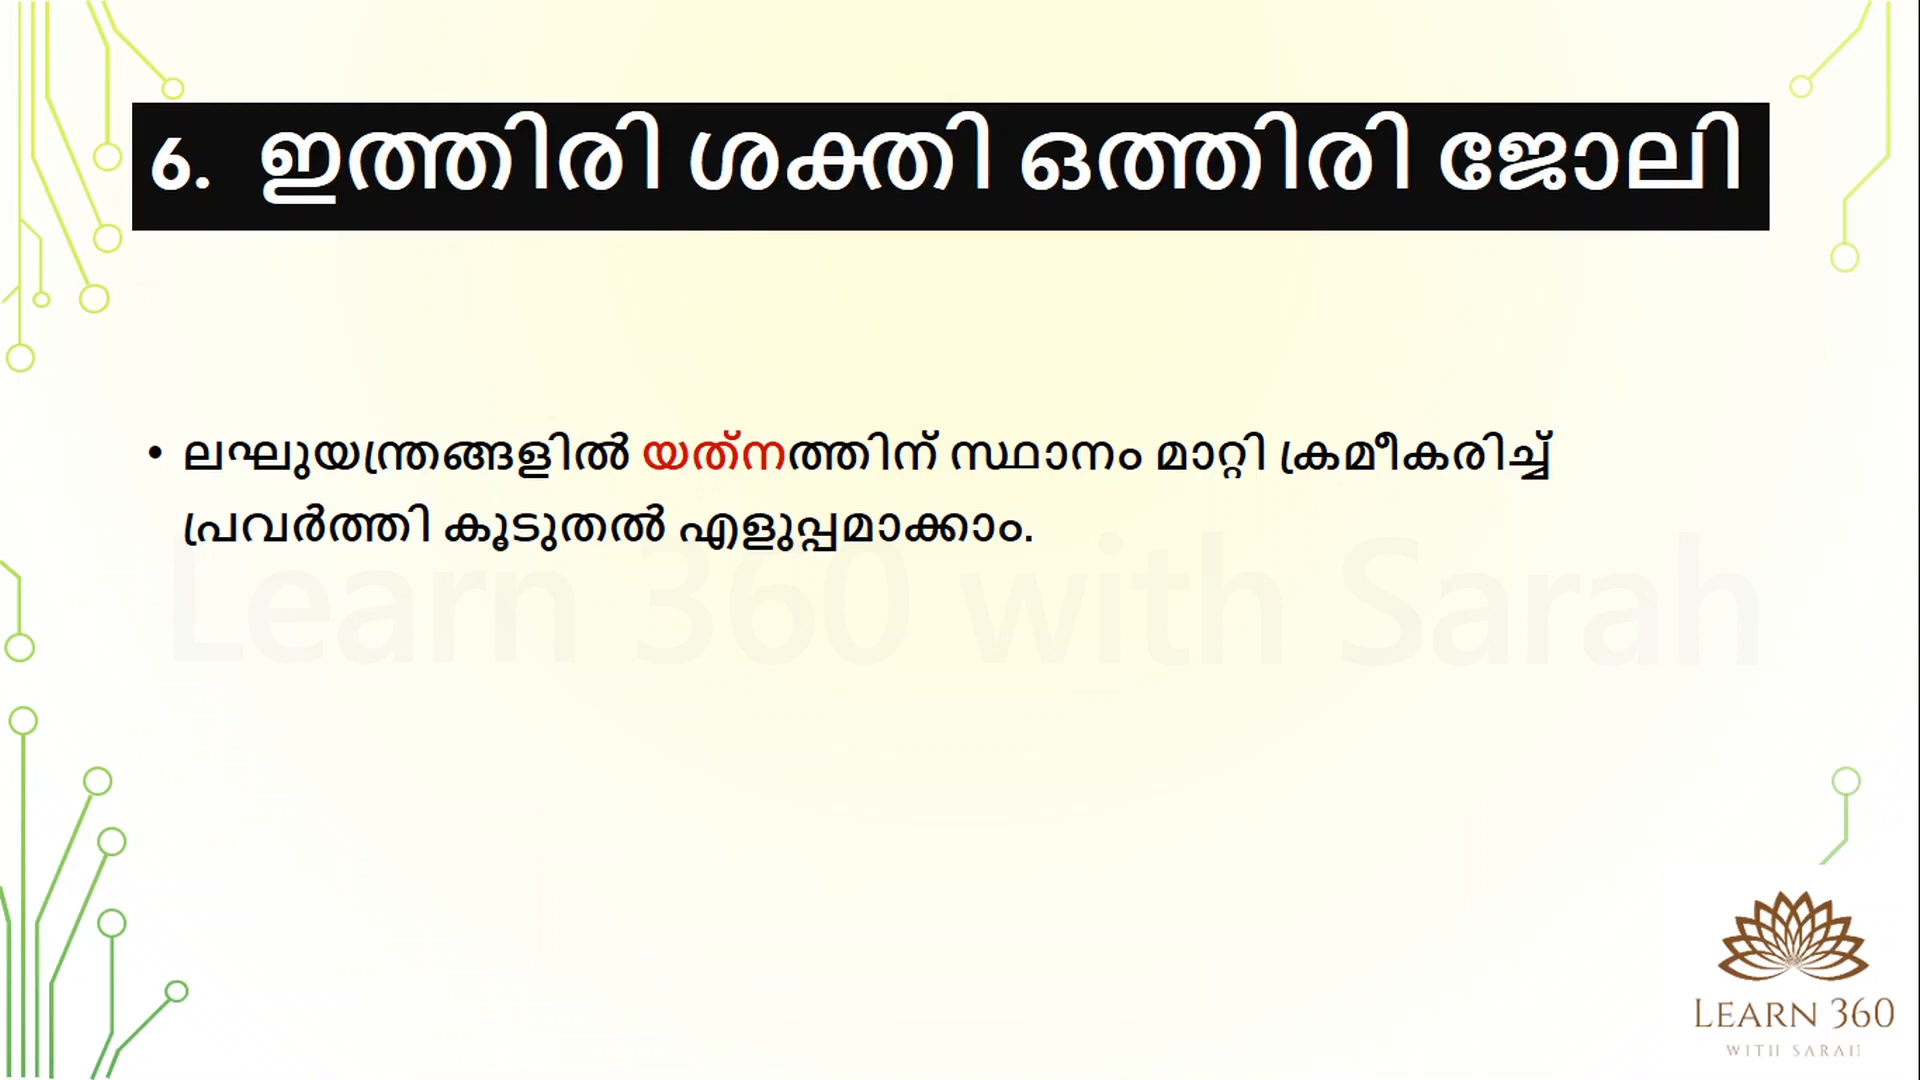 6. ഇത്തിരി ശക്തി ഒത്തിരി ജോലി
• ലഘുയന്ത്രങ്ങളിൽ യത്‌നത്തിന് സ്ഥാനം മാറ്റി ക്രമീകരിച്ച്
പ്രവർത്തി കൂടുതൽ എളുപ്പമാക്കാം.
Learn 360 with Sarah
LEARN 360
WITH SARAH